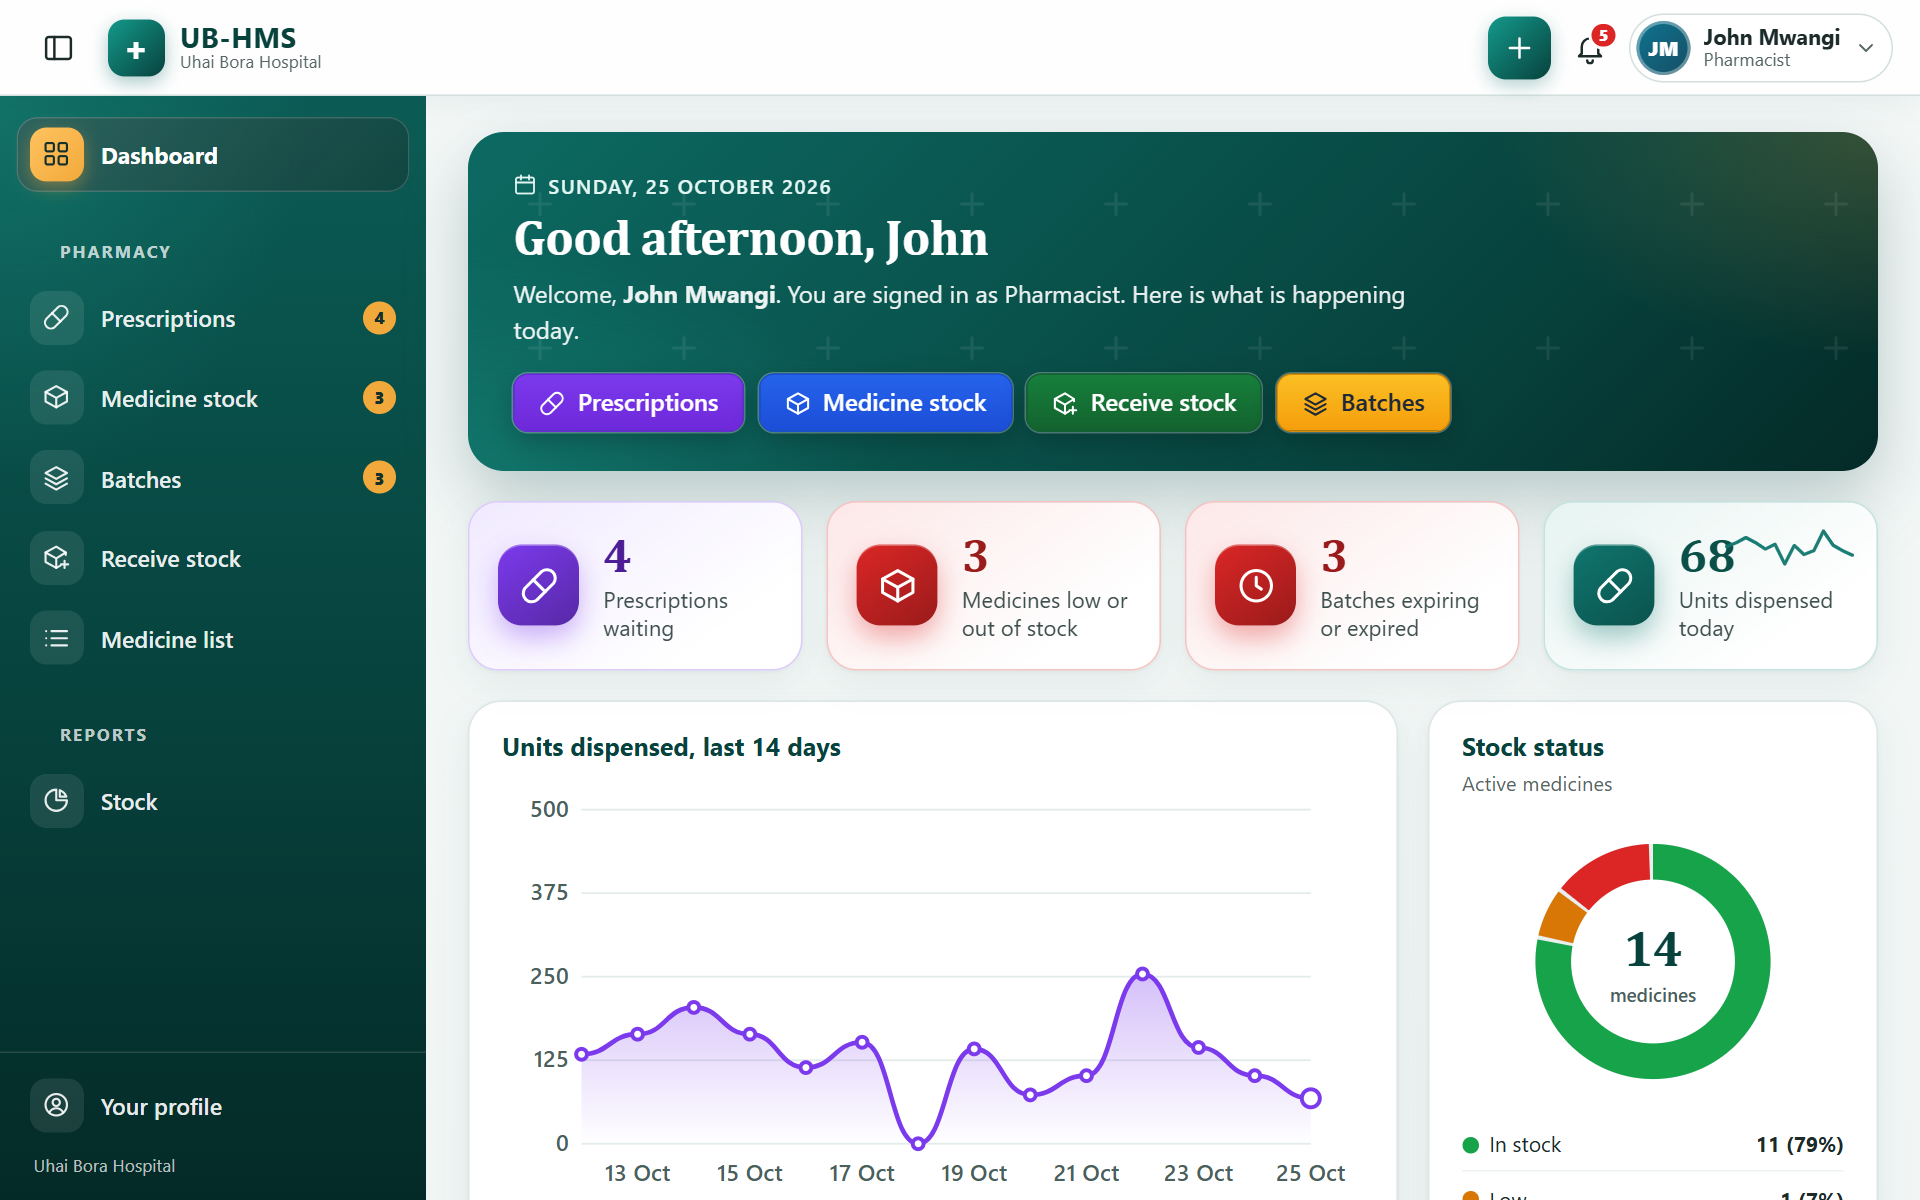 UB-HMS
Uhai Bora Hospital
5
JM
John Mwangi
Pharmacist
Dashboard
PHARMACY
Prescriptions
4
Medicine stock
3
Batches
3
Receive stock
Medicine list
REPORTS
Stock
Your profile
Uhai Bora Hospital
SUNDAY, 25 OCTOBER 2026
Good afternoon, John
Welcome, John Mwangi. You are signed in as Pharmacist. Here is what is happening
today.
Prescriptions
Medicine stock
Receive stock
Batches
4
Prescriptions
waiting
3
Medicines low or
out of stock
3
Batches expiring
or expired
68
Units dispensed
today
Units dispensed, last 14 days
500
375
250
125
0
13 Oct
15 Oct
17 Oct
19 Oct
21 Oct
23 Oct
25 Oct
Stock status
Active medicines
14
medicines
In stock
11 (79%)
Low
1 (7%)